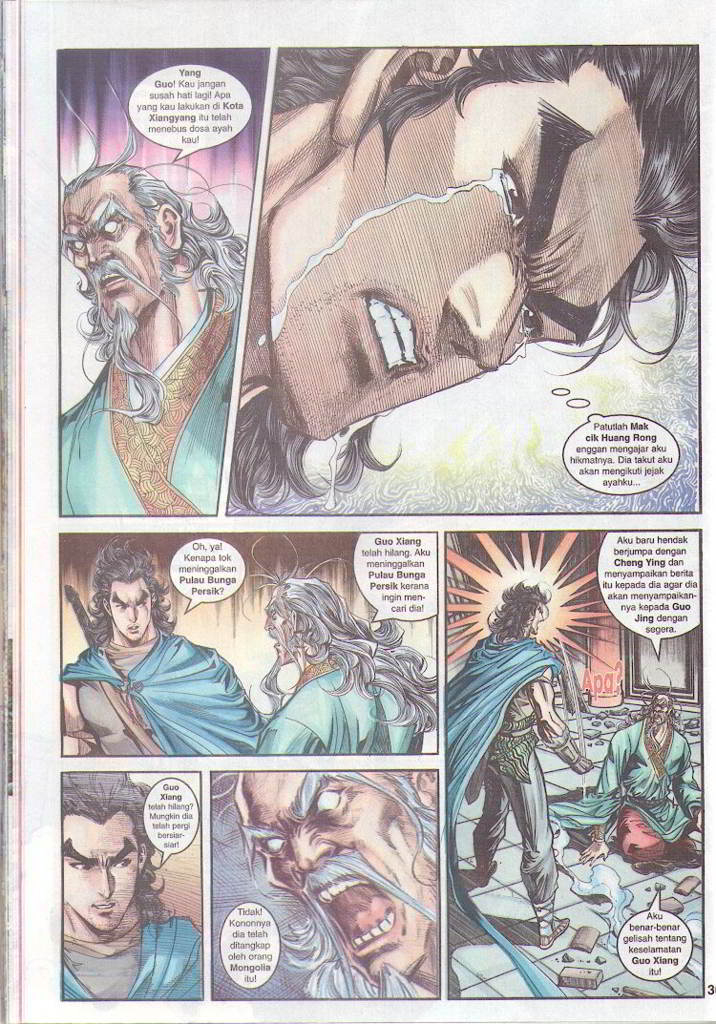 Yang
Guo! Kau jangan
susah hati lagi! Apa
yang kau lakukan di Kota
Xiangyang itu telah
menebus dosa ayah
kau!
Patutlah Mak
cik Huang Rong
enggan mengajar aku
hikmatnya. Dia takut aku
akan mengikuti jejak
ayahku...
Oh, ya!
Kenapa tok
meninggalkan
Pulau Bunga
Persik?
Guo Xiang
telah hilang. Aku
meninggalkan
Pulau Bunga
Persik kerana
ingin men-
cari dia!
Guo
Xiang
telah hilang?
Mungkin dia
telah pergi
bersiar-
siar!
Tidak!
Kononnya
dia telah
ditangkap
oleh orang
Mongolia
itu!
Aku baru hendak
berjumpa dengan
Cheng Ying dan
menyampaikan berita
itu kepada dia agar dia
akan menyampaikan-
nya kepada Guo
Jing dengan
segera.
Apa?
Aku
benar-benar
gelisah tentang
keselamatan
Guo Xiang
itu!